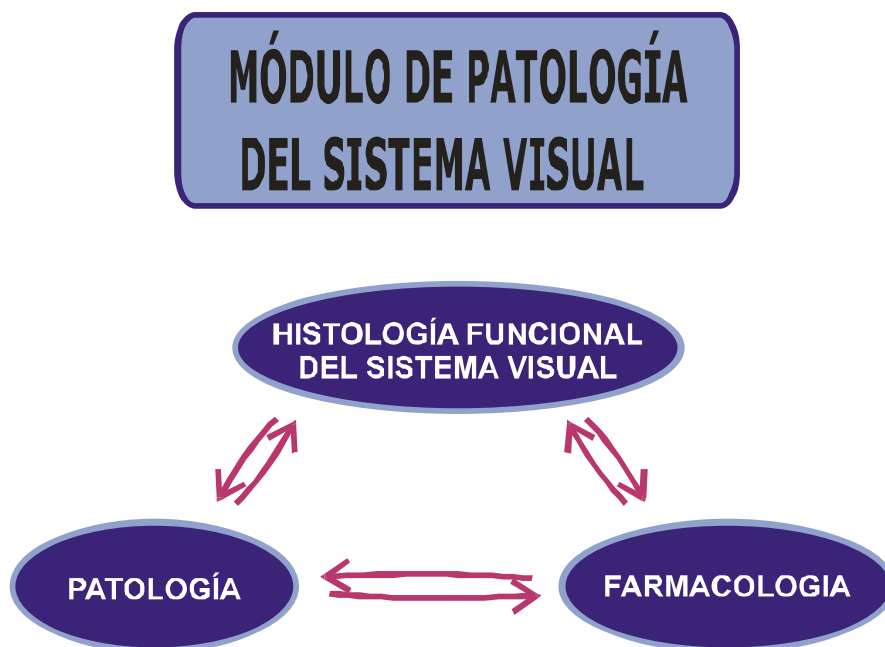 MÓDULO DE PATOLOGÍA
DEL SISTEMA VISUAL
HISTOLOGÍA FUNCIONAL
DEL SISTEMA VISUAL
PATOLOGÍA
FARMACOLOGIA